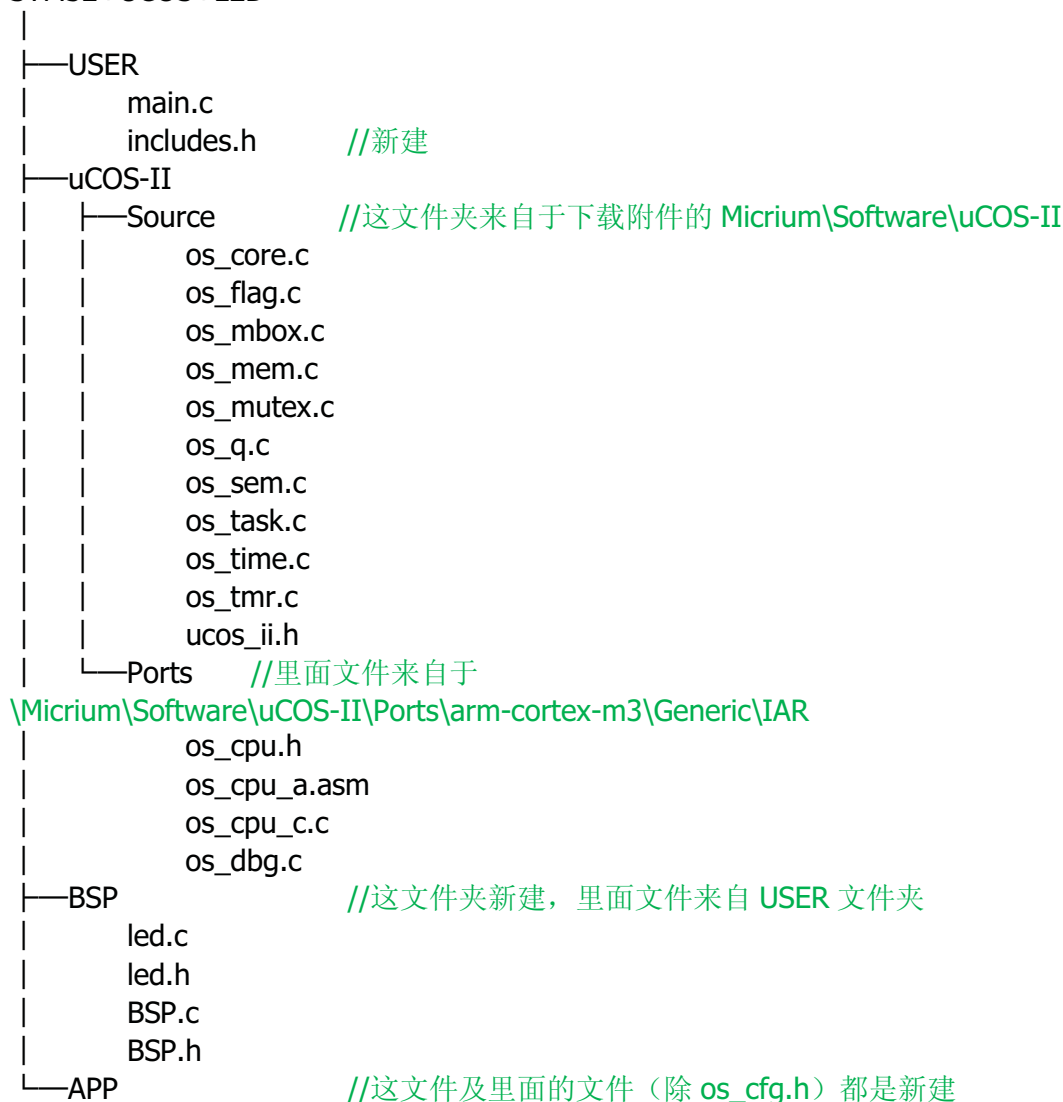 │
├──USER
│ main.c
│ includes.h //新建
├──uCOS-II
│ ├──Source //这文件夹来自于下载附件的 Micrium\Software\uCOS-II
│ │ os_core.c
│ │ os_flag.c
│ │ os_mbox.c
│ │ os_mem.c
│ │ os_mutex.c
│ │ os_q.c
│ │ os_sem.c
│ │ os_task.c
│ │ os_time.c
│ │ os_tmr.c
│ │ ucos_ii.h
│ └──Ports //里面文件来自于
\Micrium\Software\uCOS-II\Ports\arm-cortex-m3\Generic\IAR
│ os_cpu.h
│ os_cpu_a.asm
│ os_cpu_c.c
│ os_dbg.c
├──BSP //这文件夹新建，里面文件来自 USER 文件夹
│ led.c
│ led.h
│ BSP.c
│ BSP.h
└──APP //这文件及里面的文件（除 os_cfg.h）都是新建